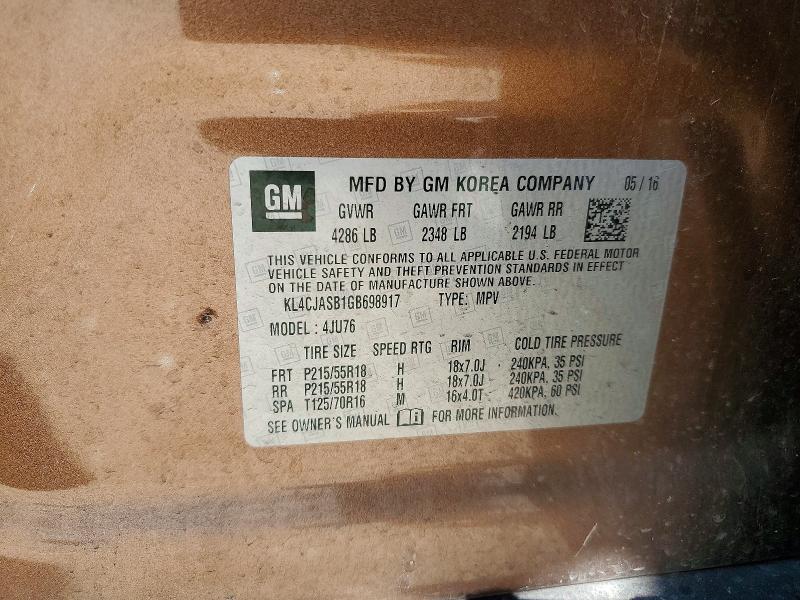 GM MFD BY GM KOREA COMPANY 05 / 16
GVWR GAWR FRT GAWR RR
4286 LB 2348 LB 2194 LB
THIS VEHICLE CONFORMS TO ALL APPLICABLE U.S. FEDERAL MOTOR
VEHICLE SAFETY AND THEFT PREVENTION STANDARDS IN EFFECT
ON THE DATE OF MANUFACTURE SHOWN ABOVE.
KL4CJASB1GB698917 TYPE: MPV
MODEL : 4JU76
TIRE SIZE SPEED RTG RIM COLD TIRE PRESSURE
FRT P215/55R18 H 18x7.0J 240KPA, 35 PSI
RR P215/55R18 H 18x7.0J 240KPA, 35 PSI
SPA T125/70R16 M 16x4.0T 420KPA, 60 PSI
SEE OWNER'S MANUAL FOR MORE INFORMATION.